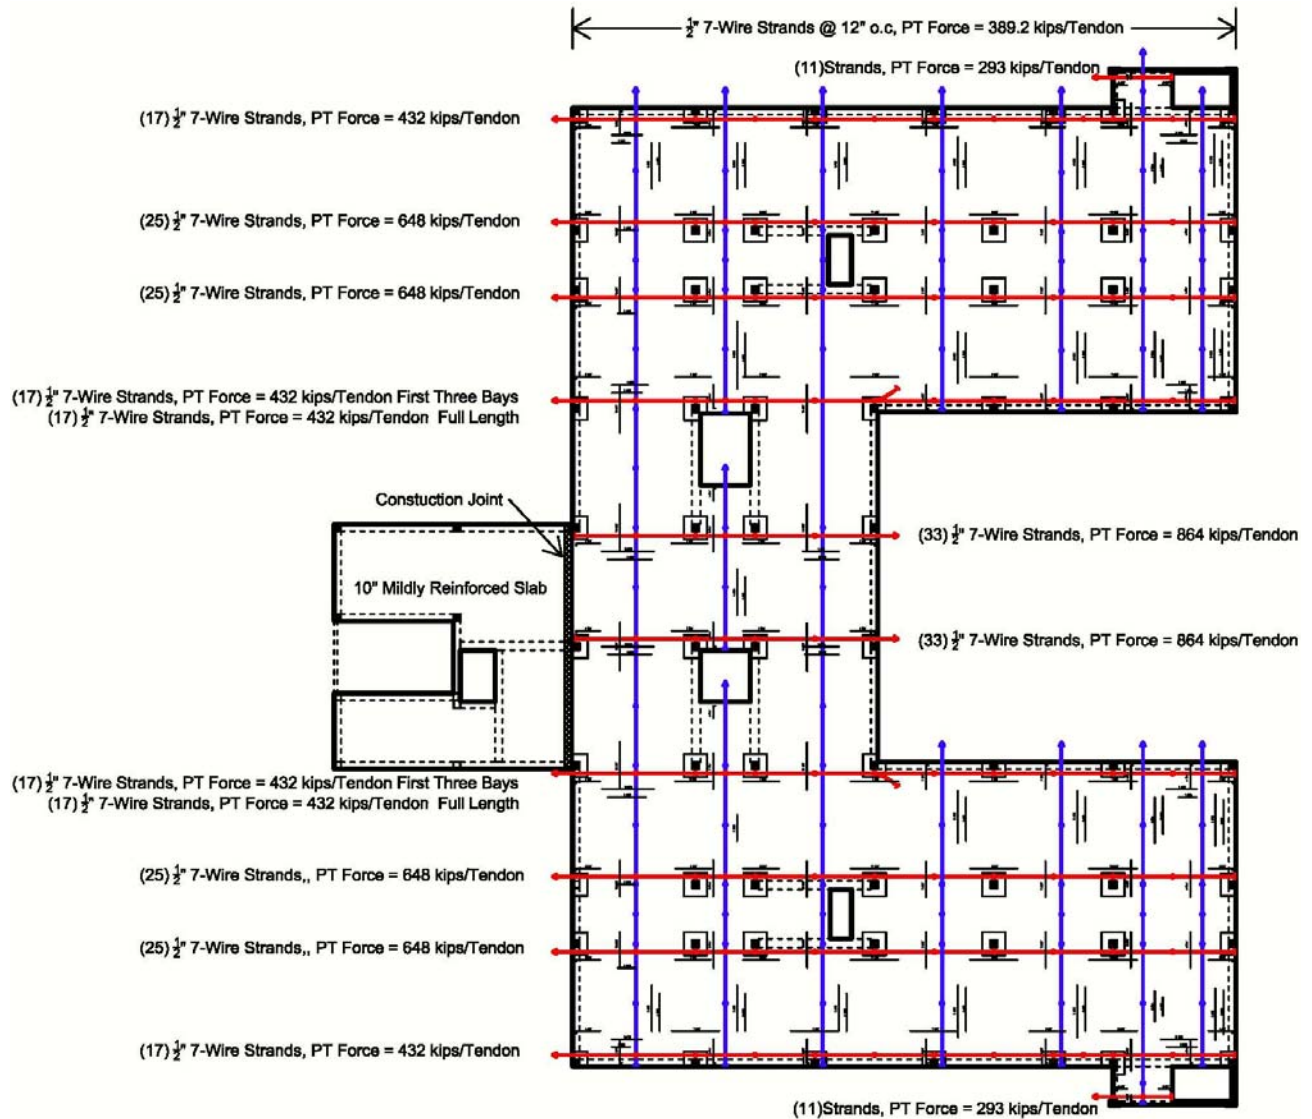 ½" 7-Wire Strands @ 12" o.c, PT Force = 389.2 kips/Tendon
(11)Strands, PT Force = 293 kips/Tendon
(17) ½" 7-Wire Strands, PT Force = 432 kips/Tendon
(25) ½" 7-Wire Strands, PT Force = 648 kips/Tendon
(25) ½" 7-Wire Strands, PT Force = 648 kips/Tendon
(17) ½" 7-Wire Strands, PT Force = 432 kips/Tendon First Three Bays
(17) ½" 7-Wire Strands, PT Force = 432 kips/Tendon Full Length
Constuction Joint
(33) ½" 7-Wire Strands, PT Force = 864 kips/Tendon
10" Mildly Reinforced Slab
(33) ½" 7-Wire Strands, PT Force = 864 kips/Tendon
(17) ½" 7-Wire Strands, PT Force = 432 kips/Tendon First Three Bays
(17) ½" 7-Wire Strands, PT Force = 432 kips/Tendon Full Length
(25) ½" 7-Wire Strands,, PT Force = 648 kips/Tendon
(25) ½" 7-Wire Strands,, PT Force = 648 kips/Tendon
(17) ½" 7-Wire Strands, PT Force = 432 kips/Tendon
(11)Strands, PT Force = 293 kips/Tendon